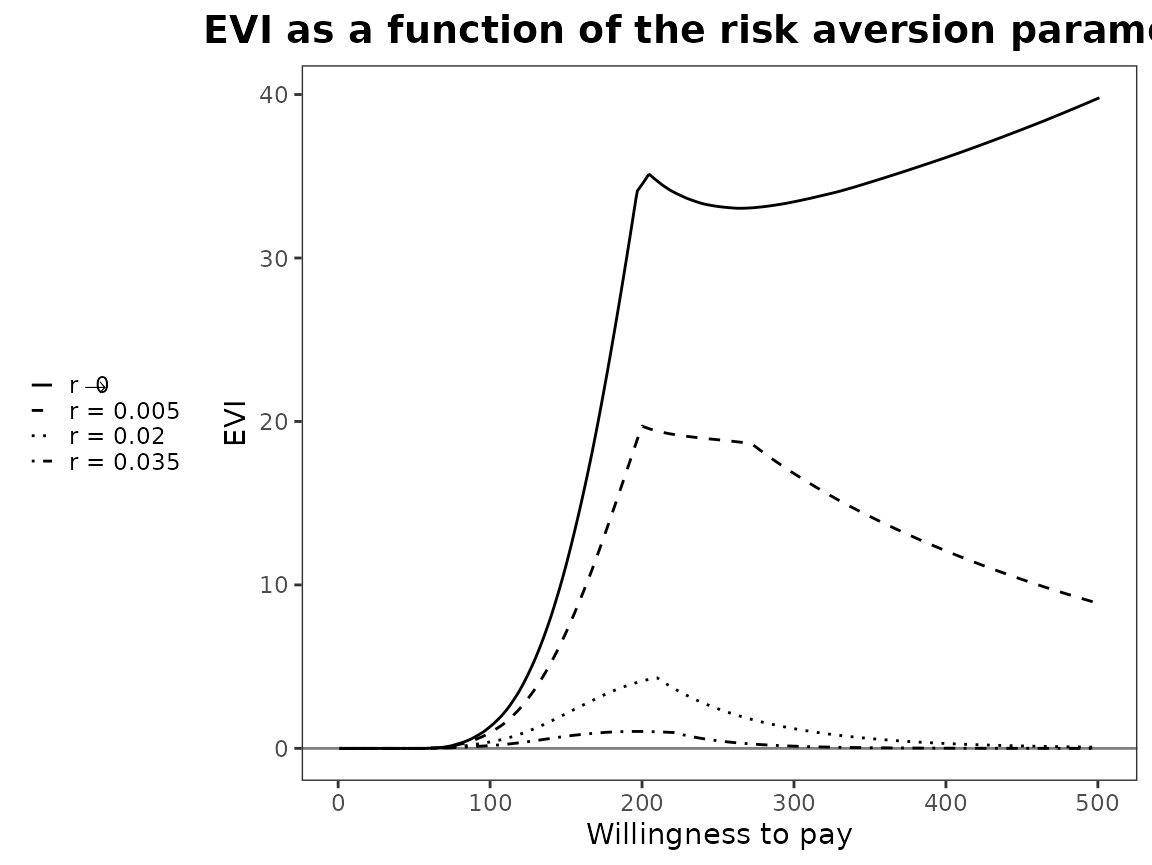 EVI as a function of the risk aversion parame
40
30
20
10
0
EVI
0 100 200 300 400 500
Willingness to pay
r → 0
r = 0.005
r = 0.02
r = 0.035